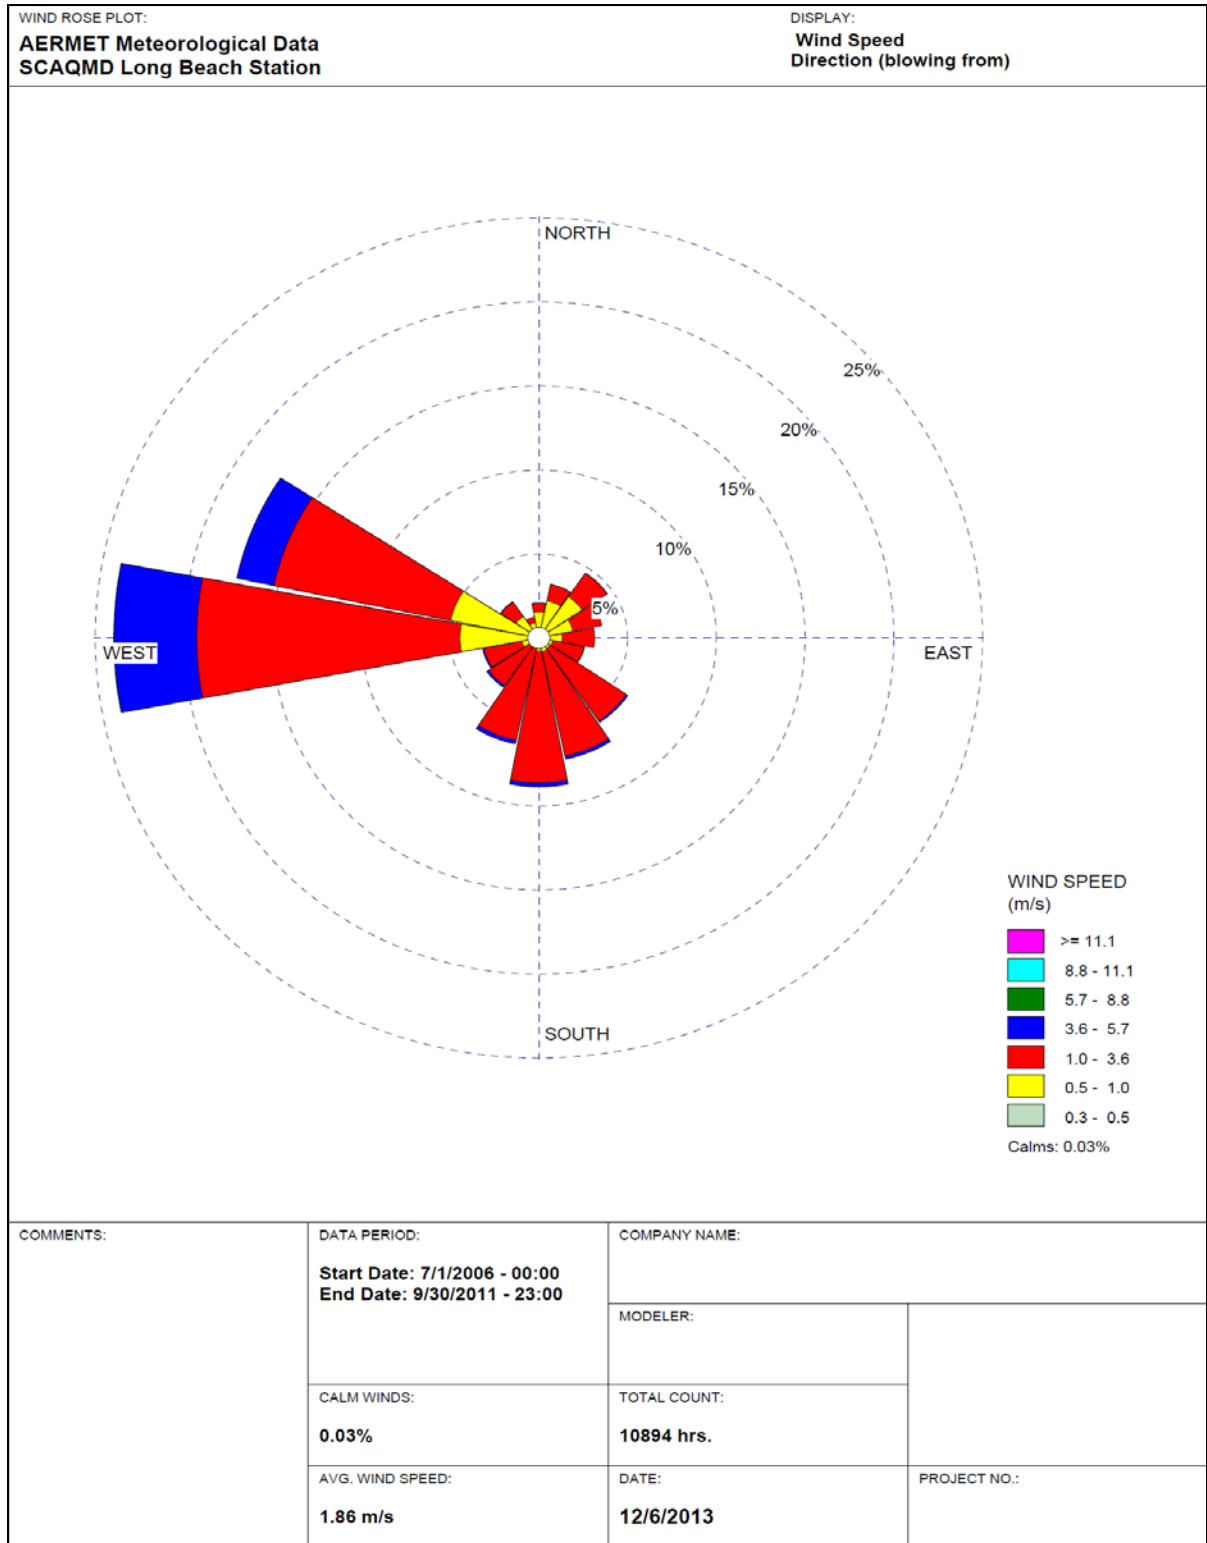 WIND ROSE PLOT:
AERMET Meteorological Data
SCAQMD Long Beach Station
DISPLAY:
Wind Speed
Direction (blowing from)
NORTH
25%
20%
15%
10%
5%
WEST
EAST
SOUTH
WIND SPEED
(m/s)
>= 11.1
8.8 - 11.1
5.7 - 8.8
3.6 - 5.7
1.0 - 3.6
0.5 - 1.0
0.3 - 0.5
Calms: 0.03%
COMMENTS:
DATA PERIOD:
Start Date: 7/1/2006 - 00:00
End Date: 9/30/2011 - 23:00
COMPANY NAME:
MODELER:
CALM WINDS:
0.03%
TOTAL COUNT:
10894 hrs.
AVG. WIND SPEED:
1.86 m/s
DATE:
12/6/2013
PROJECT NO.: